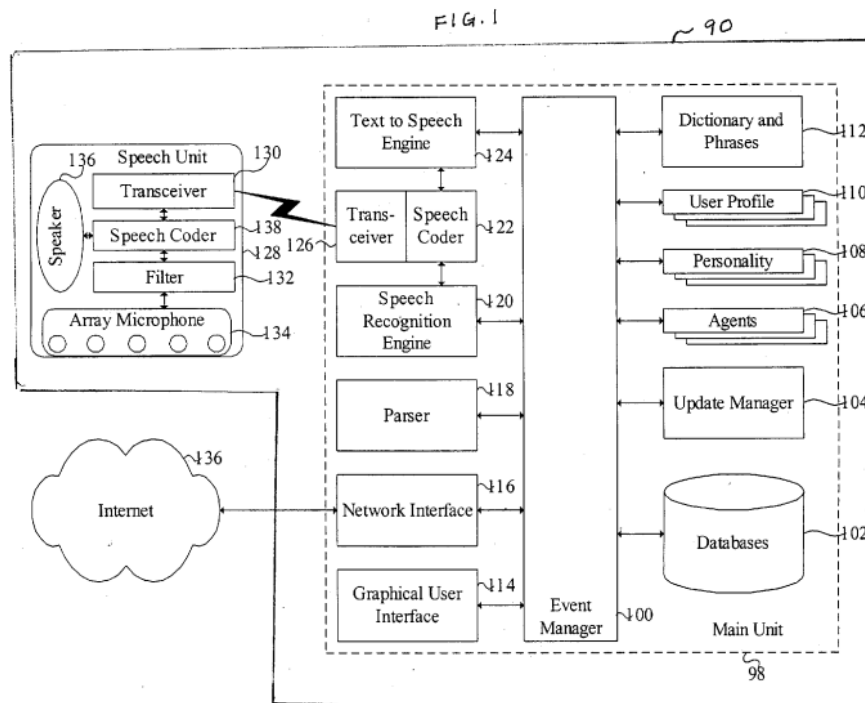 FIG. 1
90
Speech Unit
136
130
Transceiver
138
Speech Coder
128
Speaker
Filter
132
Array Microphone
134
136
Internet
Text to Speech
Engine
124
Trans-
ceiver
Speech
Coder
122
126
Speech
Recognition
Engine
120
Parser
118
Network Interface
116
Graphical User
Interface
114
Event
Manager
100
Dictionary and
Phrases
112
User Profile
110
Personality
108
Agents
106
Update Manager
104
Databases
102
Main Unit
98